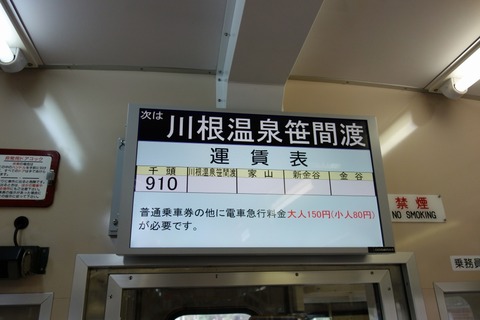 次は 川根温泉笹間渡
運賃表
千頭 川根温泉笹間渡 家山 新金谷 金谷
910
普通乗車券の他に電車急行料金大人150円(小人80円)
が必要です。
禁煙
NO SMOKING
乗務員